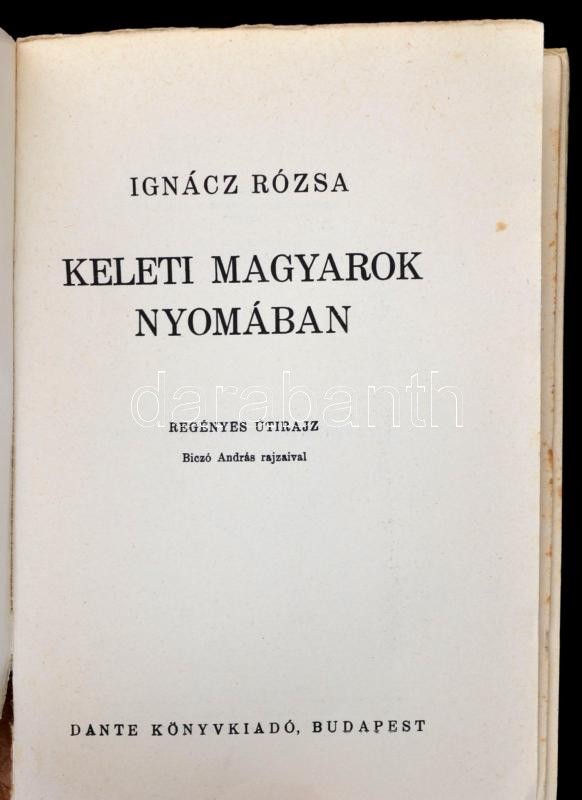 IGNÁCZ RÓZSA
KELETI MAGYAROK
NYOMÁBAN
darabanth
REGÉNYES ÚTIRAJZ
Biczó András rajzaival
DANTE KÖNYVKIADÓ, BUDAPEST